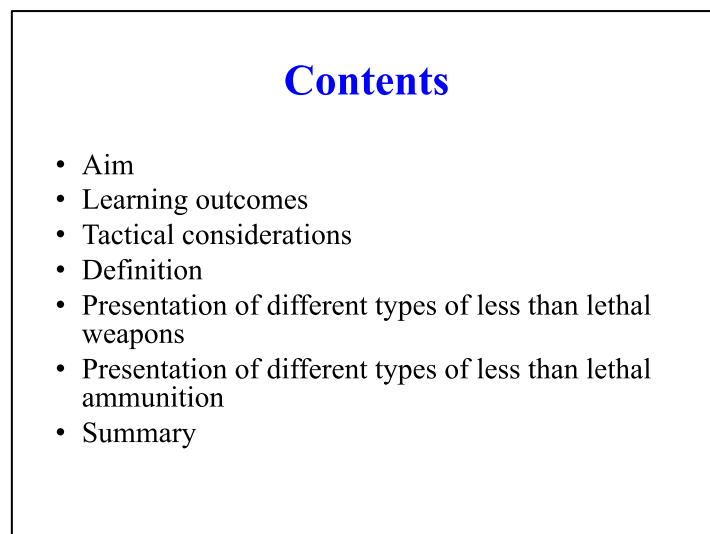 Contents
• Aim
• Learning outcomes
• Tactical considerations
• Definition
• Presentation of different types of less than lethal
weapons
• Presentation of different types of less than lethal
ammunition
• Summary